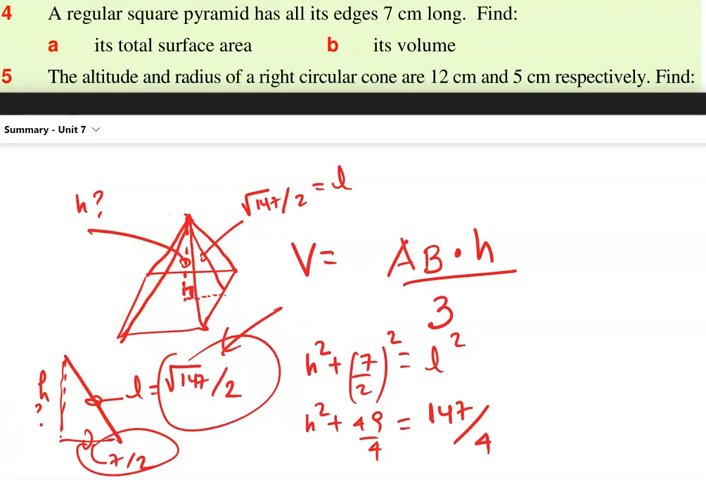 4 A regular square pyramid has all its edges 7 cm long. Find:
a its total surface area b its volume
5 The altitude and radius of a right circular cone are 12 cm and 5 cm respectively. Find:
Summary - Unit 7
h?
√147/2 = l
V = AB·h/3
h
h² + (7/2)² = l²
h? l = √147/2
h² + 49/4 = 147/4
7/2